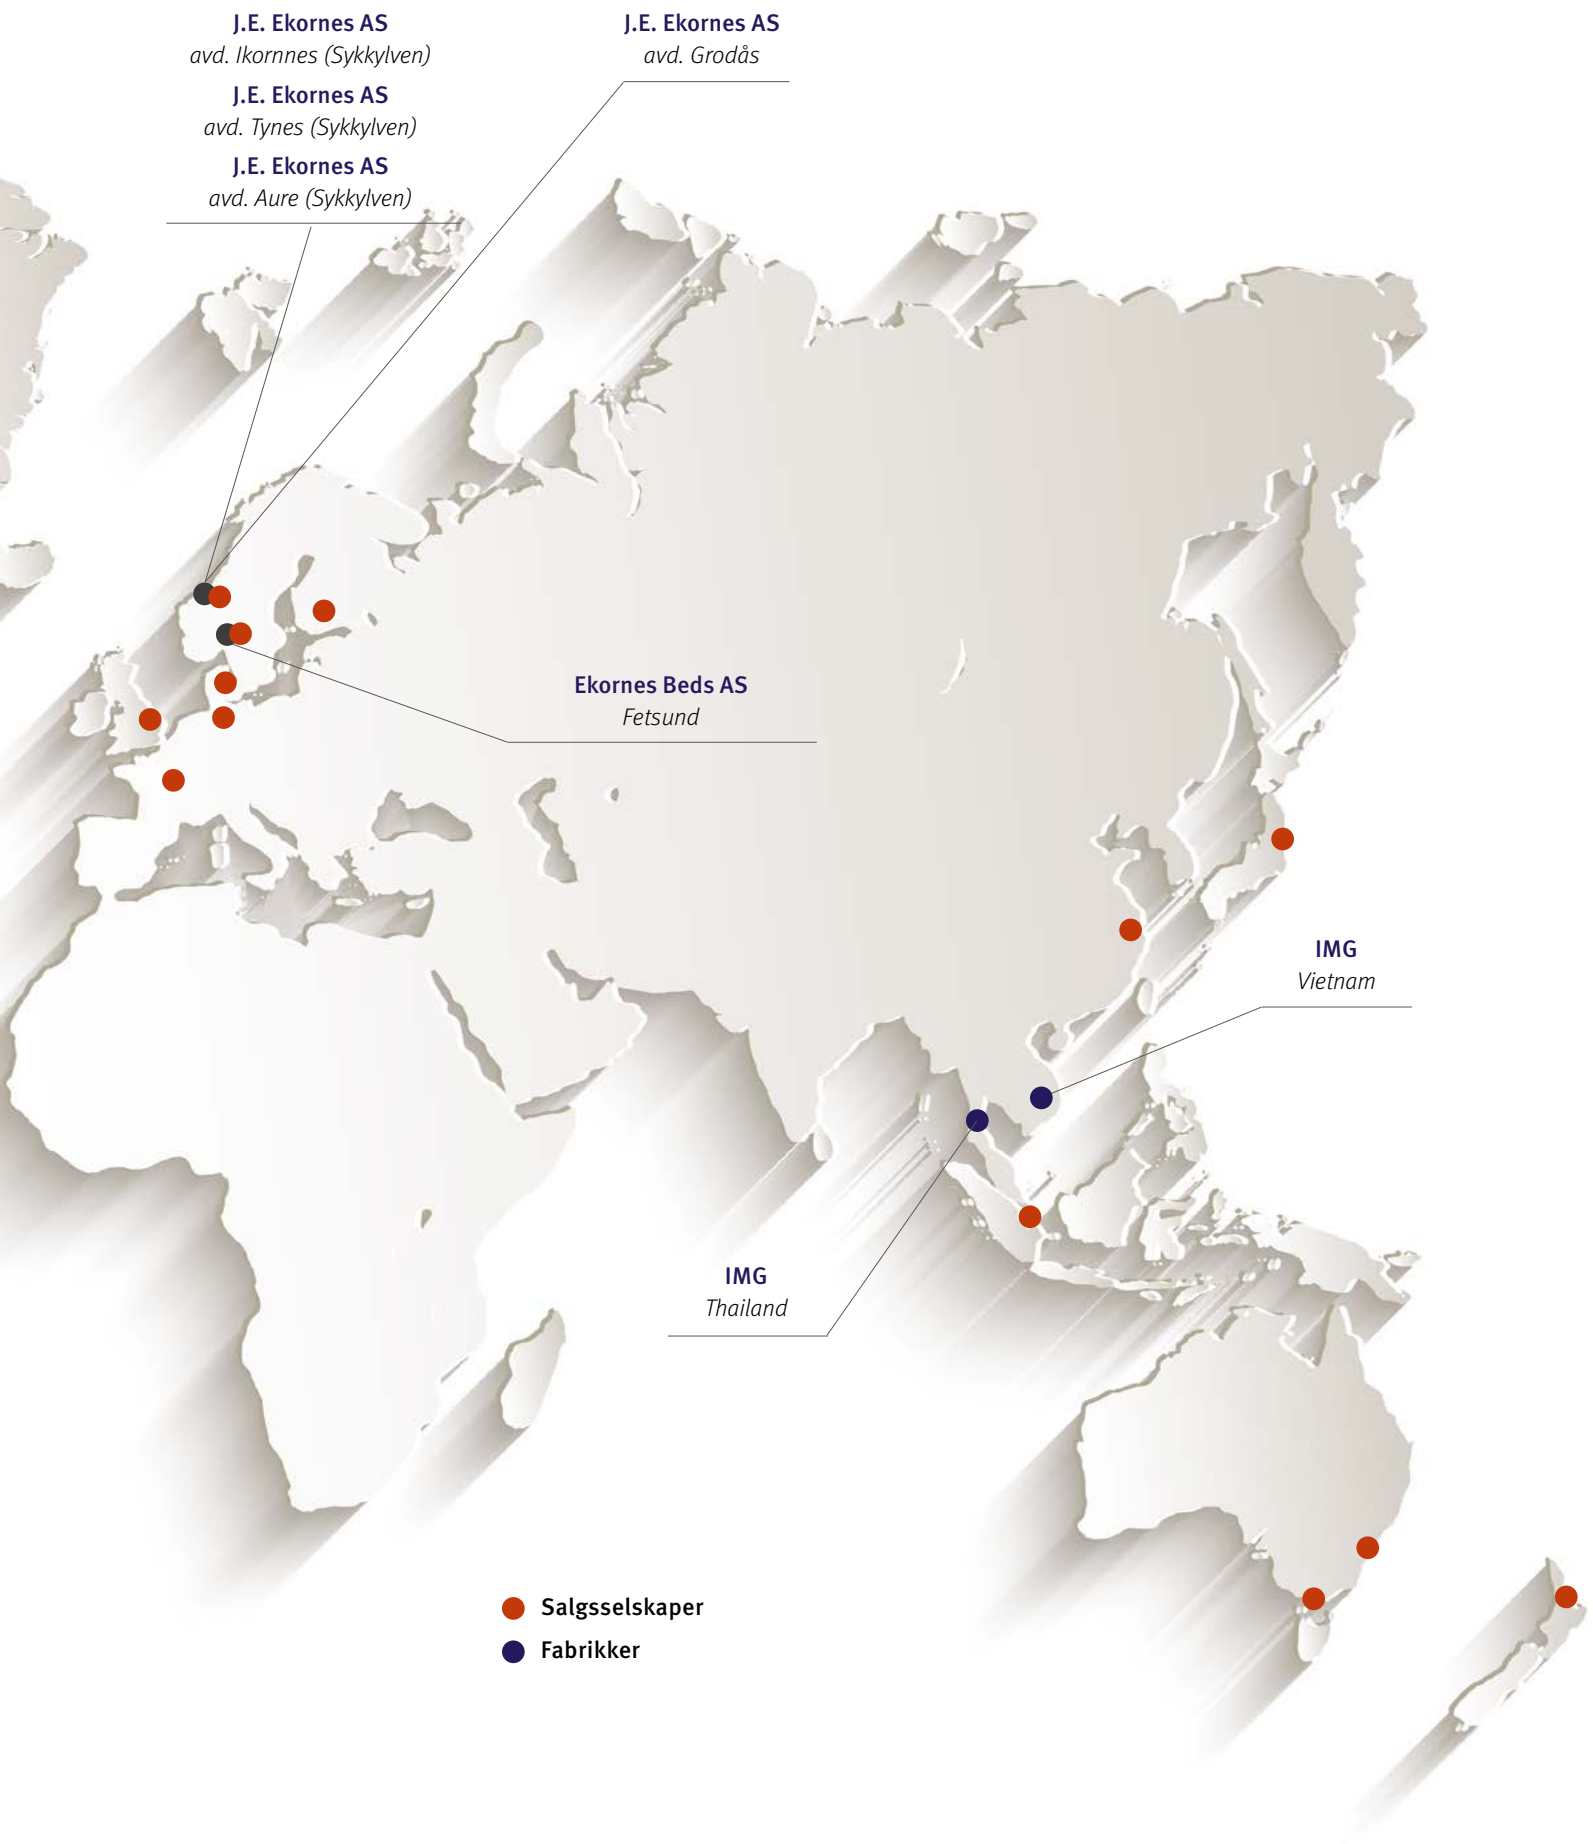 J.E. Ekornes AS
avd. Ikornnes (Sykkylven)
J.E. Ekornes AS
avd. Tynes (Sykkylven)
J.E. Ekornes AS
avd. Aure (Sykkylven)
J.E. Ekornes AS
avd. Grodås
Ekornes Beds AS
Fetsund
IMG
Vietnam
IMG
Thailand
Salgsselskaper
Fabrikker